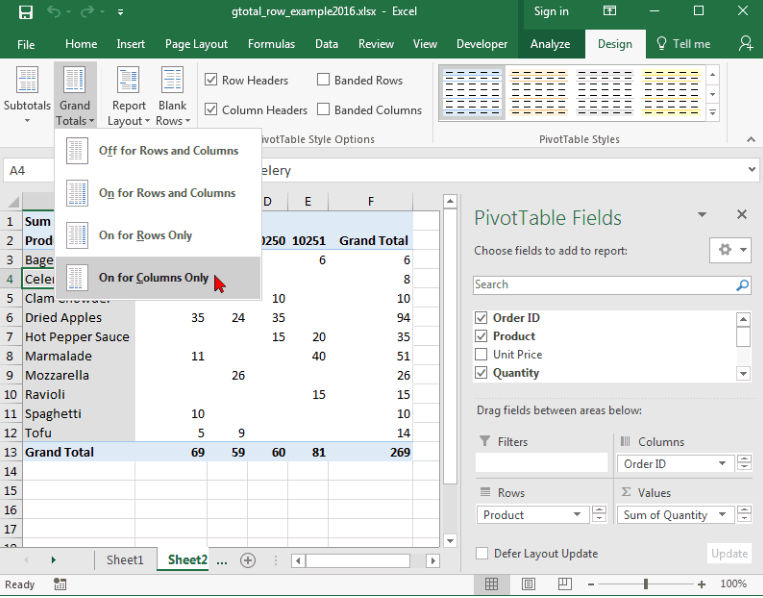 gtotal_row_example2016.xlsx - Excel
Sign in
File Home Insert Page Layout Formulas Data Review View Developer Analyze Design Tell me
Subtotals
Grand Totals
Report Layout
Blank Rows
Row Headers
Banded Rows
Column Headers
Banded Columns
PivotTable Style Options
PivotTable Styles
Off for Rows and Columns
On for Rows and Columns
On for Rows Only
On for Columns Only
A4
elery
D E F
1 Sum
2 Prod 0250 10251 Grand Total
3 Bage 6 6
4 Celer 8
5 Clam Chowder 10 10
6 Dried Apples 35 24 35 94
7 Hot Pepper Sauce 15 20 35
8 Marmalade 11 40 51
9 Mozzarella 26 26
10 Ravioli 15 15
11 Spaghetti 10 10
12 Tofu 5 9 14
13 Grand Total 69 59 60 81 269
14
15
16
17
Sheet1 Sheet2 ...
Ready
PivotTable Fields
Choose fields to add to report:
Search
Order ID
Product
Unit Price
Quantity
Drag fields between areas below:
Filters
Columns
Order ID
Rows
Values
Product
Sum of Quantity
Defer Layout Update
Update
100%